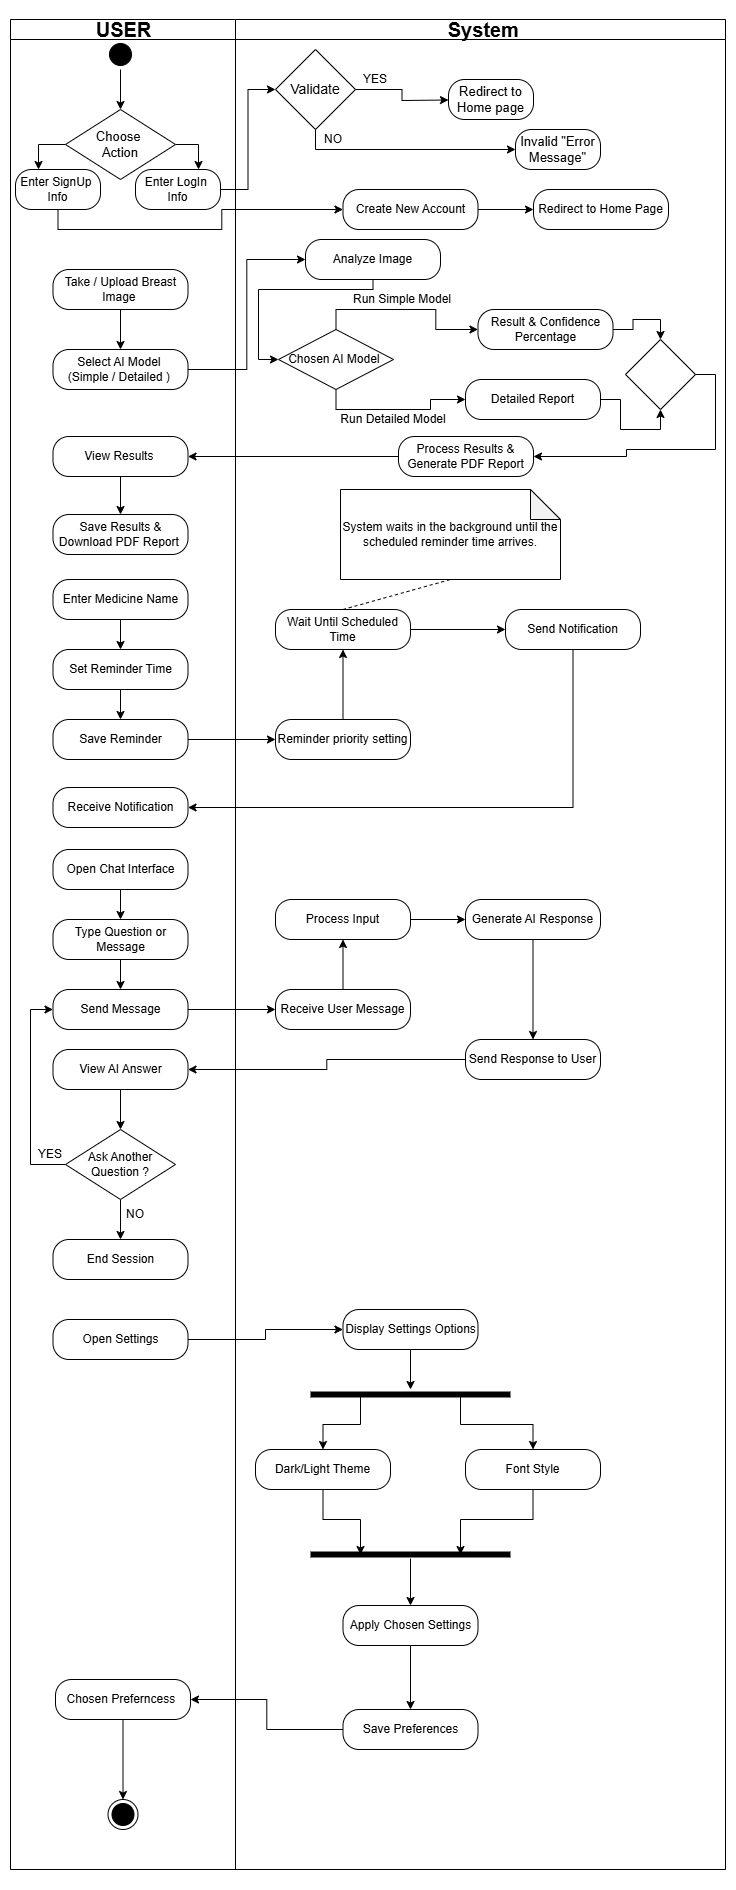 USER
System
Validate
YES
Redirect to
Home page
NO
Invalid "Error
Message"
Choose
Action
Enter SignUp
Info
Enter LogIn
Info
Create New Account
Redirect to Home Page
Analyze Image
Take / Upload Breast
Image
Run Simple Model
Result & Confidence
Percentage
Select AI Model
(Simple / Detailed )
Chosen AI Model
Detailed Report
Run Detailed Model
View Results
Process Results &
Generate PDF Report
Save Results &
Download PDF Report
System waits in the background until the
scheduled reminder time arrives.
Enter Medicine Name
Wait Until Scheduled
Time
Send Notification
Set Reminder Time
Save Reminder
Reminder priority setting
Receive Notification
Open Chat Interface
Type Question or
Message
Process Input
Generate AI Response
Send Message
Receive User Message
View AI Answer
Send Response to User
YES
Ask Another
Question ?
NO
End Session
Open Settings
Display Settings Options
Dark/Light Theme
Font Style
Apply Chosen Settings
Chosen Preferncess
Save Preferences